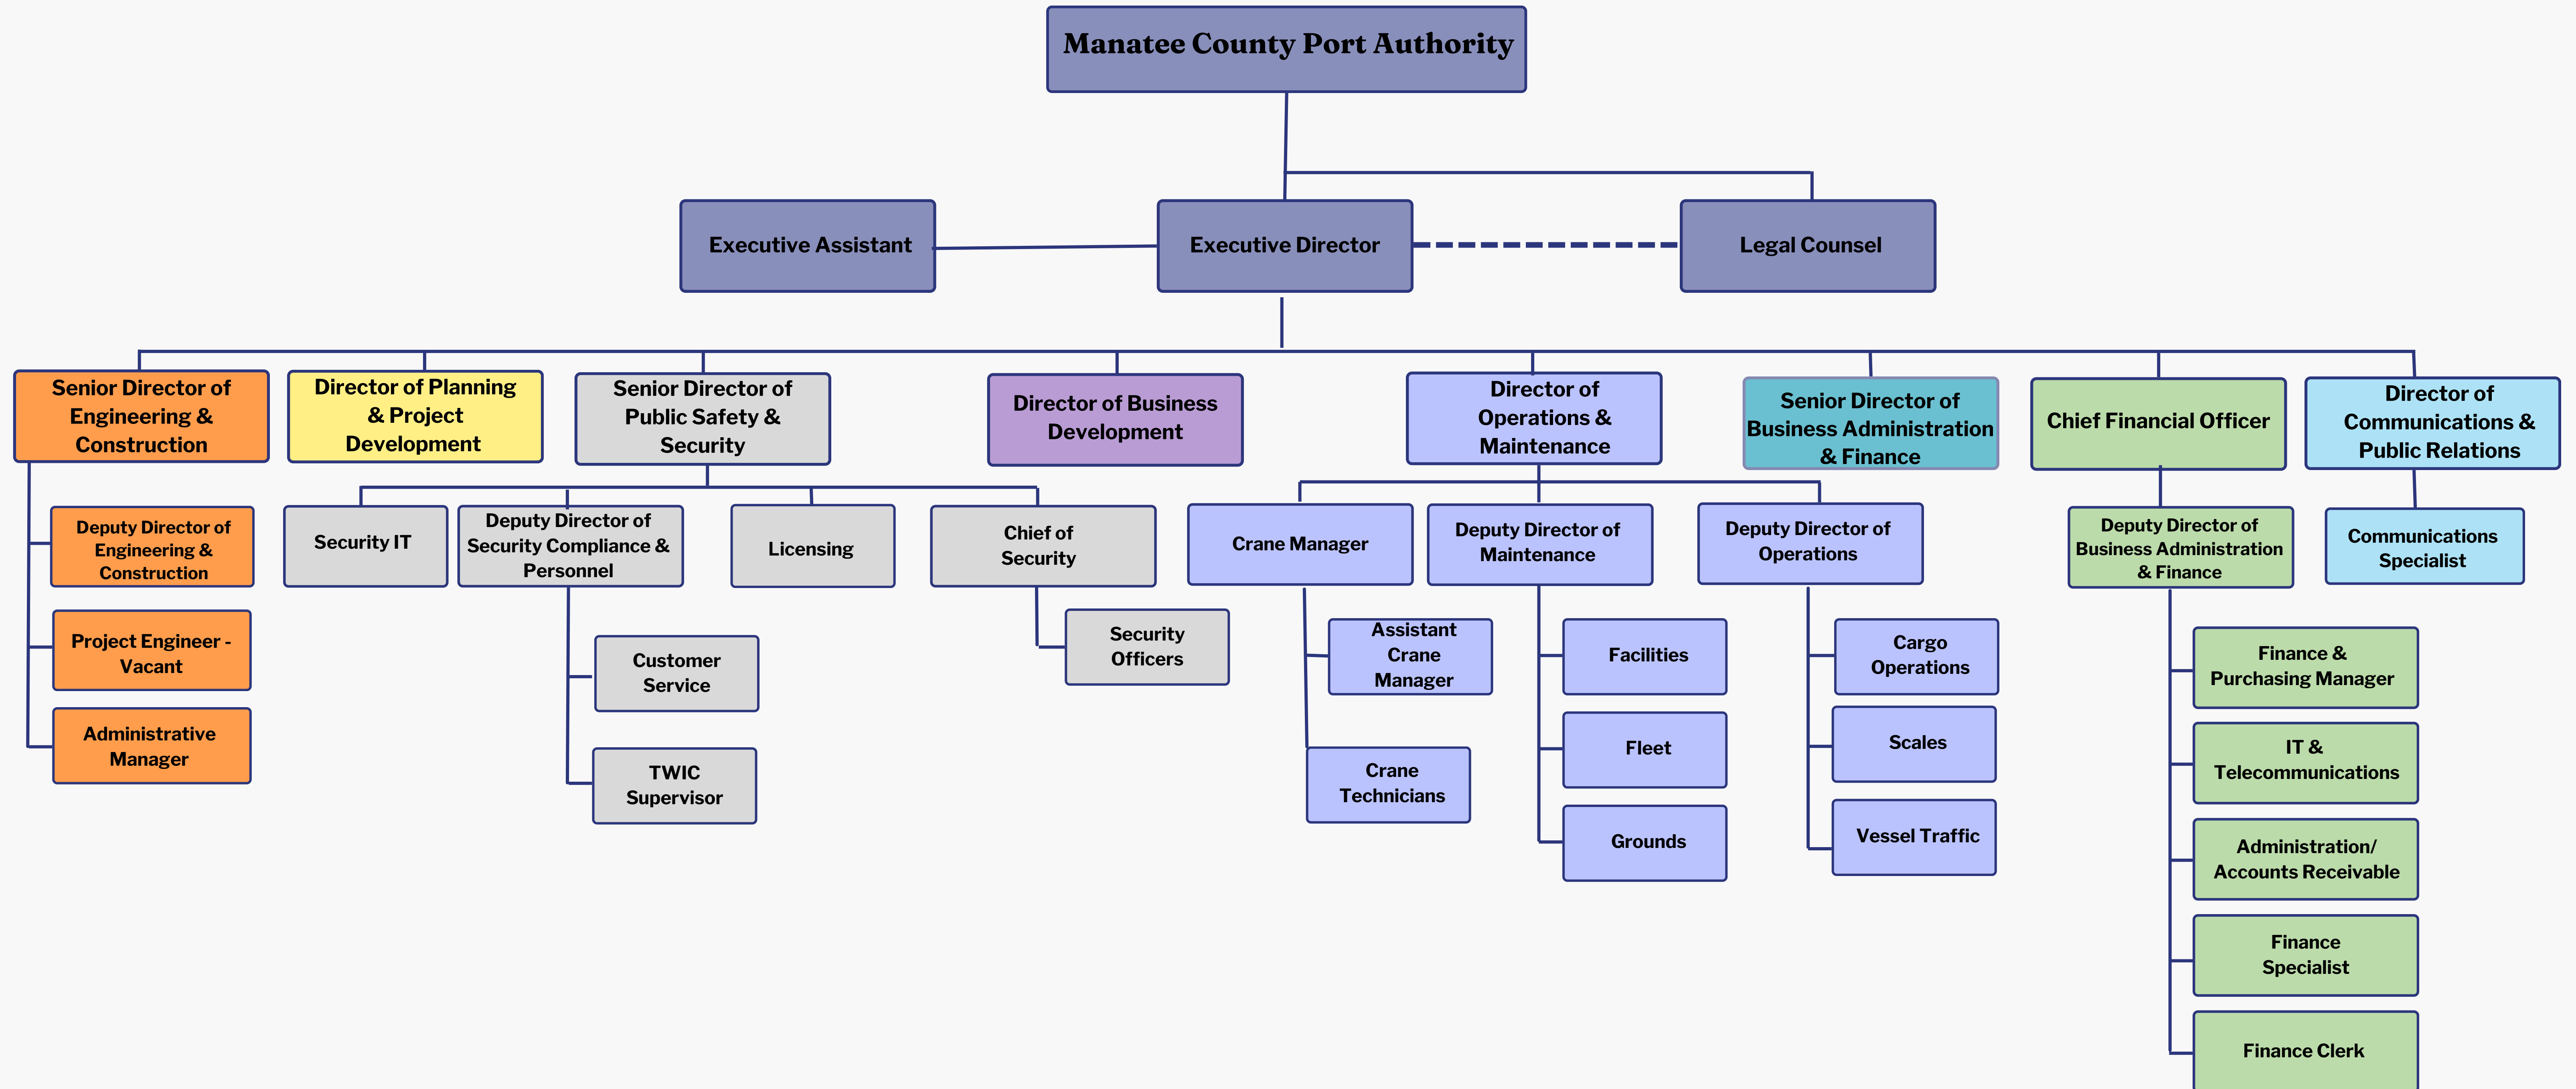 Manatee County Port Authority
Executive Assistant
Executive Director
Legal Counsel
Senior Director of
Engineering &
Construction
Director of Planning
& Project
Development
Senior Director of
Public Safety &
Security
Director of Business
Development
Director of
Operations &
Maintenance
Senior Director of
Business Administration
& Finance
Chief Financial Officer
Director of
Communications &
Public Relations
Deputy Director of
Engineering &
Construction
Project Engineer -
Vacant
Administrative
Manager
Security IT
Deputy Director of
Security Compliance &
Personnel
Customer
Service
TWIC
Supervisor
Licensing
Chief of
Security
Security
Officers
Crane Manager
Assistant
Crane
Manager
Crane
Technicians
Deputy Director of
Maintenance
Facilities
Fleet
Grounds
Deputy Director of
Operations
Cargo
Operations
Scales
Vessel Traffic
Deputy Director of
Business Administration
& Finance
Finance &
Purchasing Manager
IT &
Telecommunications
Administration/
Accounts Receivable
Finance
Specialist
Finance Clerk
Communications
Specialist